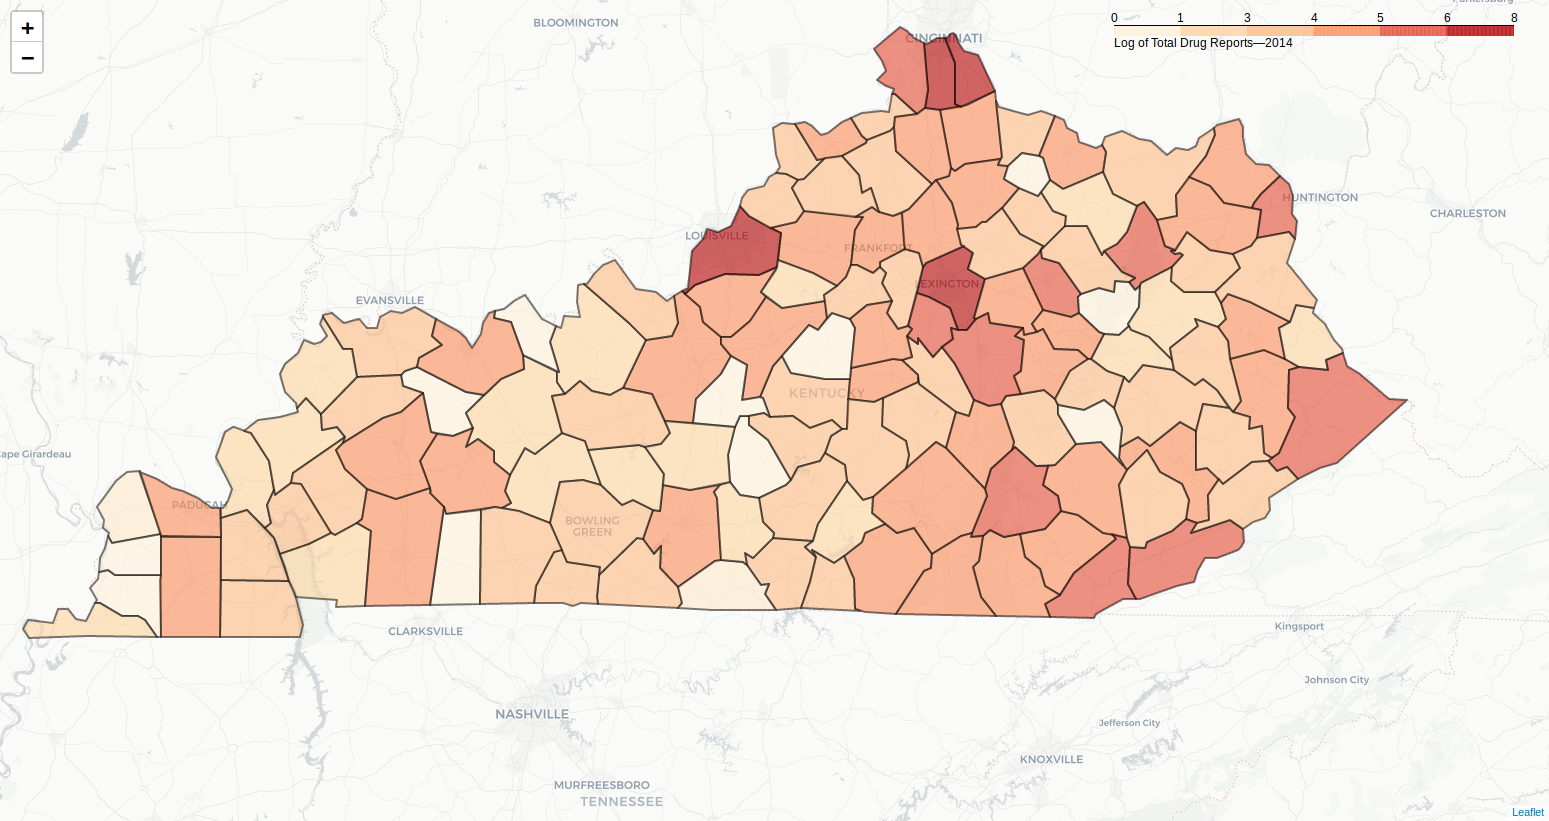 +
−
0 1 3 4 5 6 8
Log of Total Drug Reports—2014
BLOOMINGTON
CINCINNATI
HUNTINGTON
CHARLESTON
LOUISVILLE
FRANKFORT
LEXINGTON
EVANSVILLE
KENTUCKY
Cape Girardeau
PADUCAH
BOWLING
GREEN
CLARKSVILLE
Kingsport
Johnson City
NASHVILLE
Jefferson City
KNOXVILLE
MURFREESBORO
TENNESSEE
Leaflet